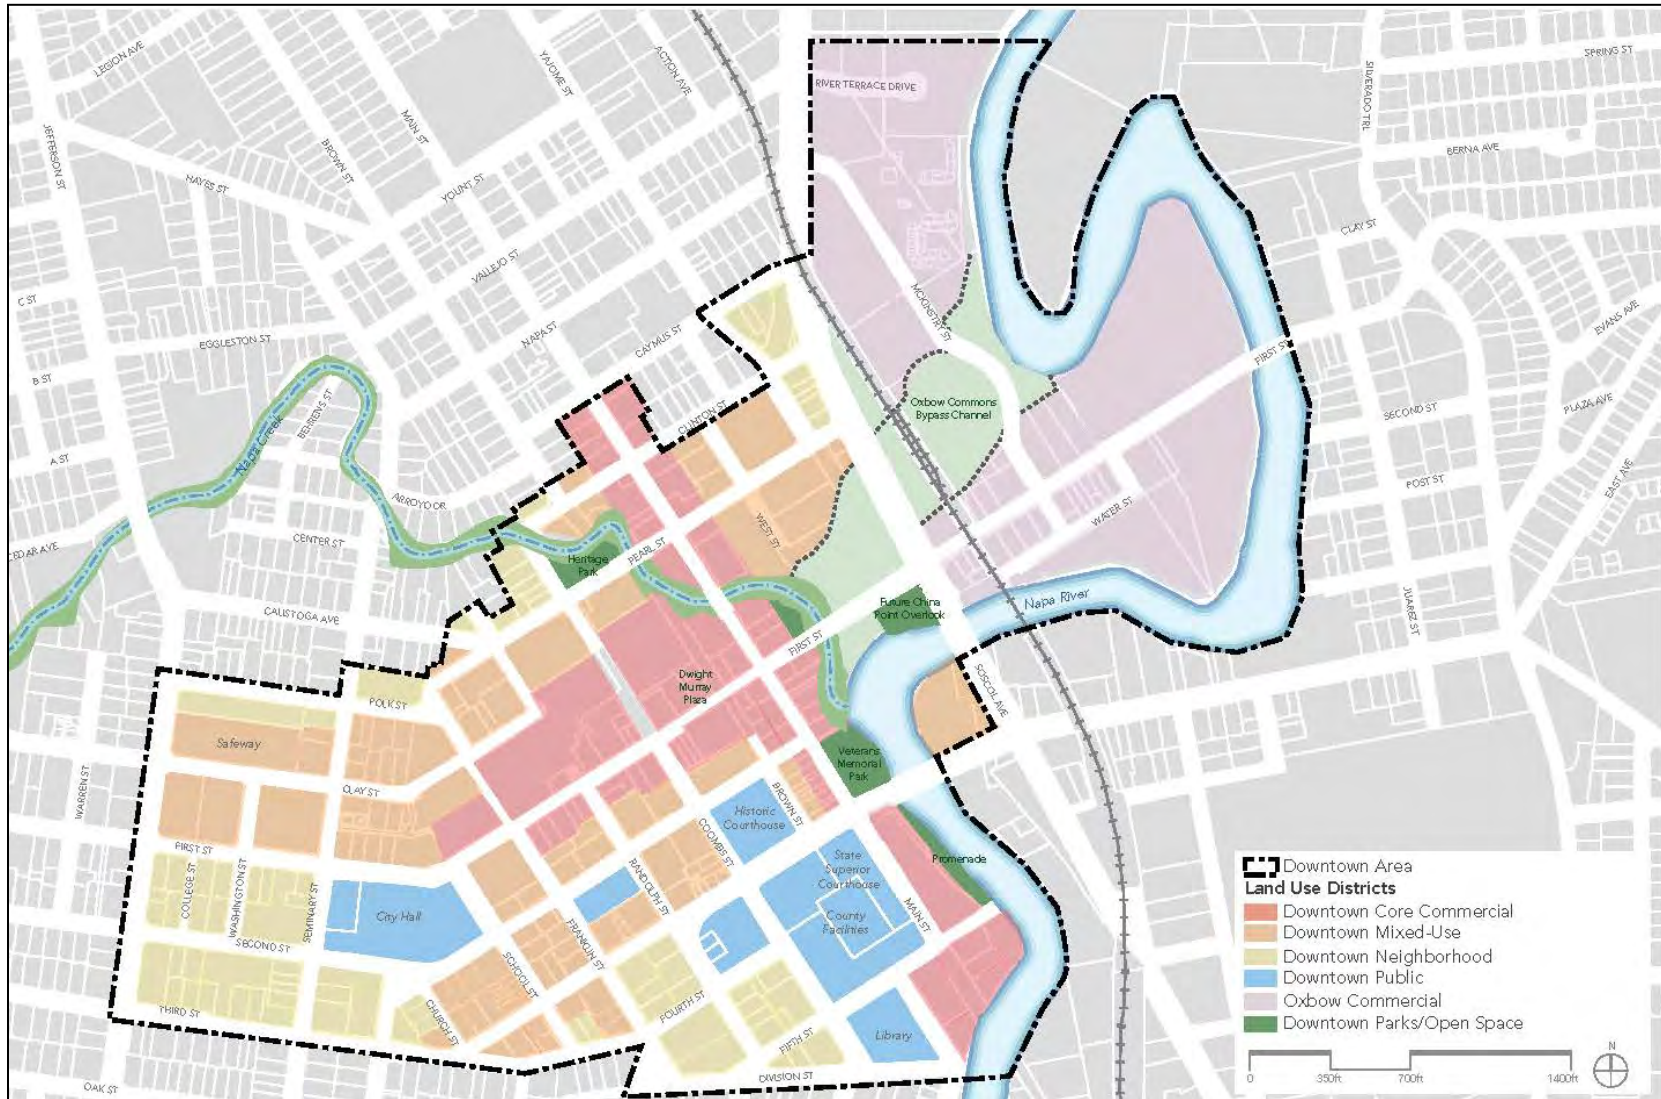 LEGION AVE
YAJOME ST
ACTION AVE
SPRING ST
SILVERADO TRL
RIVER TERRACE DRIVE
MAIN ST
BROWN ST
JEFFERSON ST
HAYES ST
YOUNT ST
BERNA AVE
CLAY ST
VALLEJO ST
C ST
MCKINSTRY ST
EVANS AVE
EGGLESTON ST
NAPA ST
CAYMUS ST
FIRST ST
B ST
BEHRENS ST
CLINTON ST
Oxbow Commons
Bypass Channel
SECOND ST
PLAZA AVE
Napa Creek
A ST
EAST AVE
POST ST
ARROYO DR
WEST ST
WATER ST
CENTER ST
CEDAR AVE
PEARL ST
Heritage
Park
Napa River
Future China
Point Overlook
CALISTOGA AVE
JUAREZ ST
FIRST ST
Dwight
Murray
Plaza
SOSCOL AVE
POLK ST
Safeway
Veterans
Memorial
Park
WARREN ST
CLAY ST
BROWN ST
Historic
Courthouse
COOMBS ST
FIRST ST
State
Superior
Courthouse
Promenade
COLLEGE ST
WASHINGTON ST
SEMINARY ST
RANDOLPH ST
City Hall
County
Facilities
MAIN ST
FRANKLIN ST
SECOND ST
SCHOOL ST
THIRD ST
CHURCH ST
FOURTH ST
FIFTH ST
Library
DIVISION ST
OAK ST
Downtown Area
Land Use Districts
Downtown Core Commercial
Downtown Mixed-Use
Downtown Neighborhood
Downtown Public
Oxbow Commercial
Downtown Parks/Open Space
N
0 350ft 700ft 1400ft